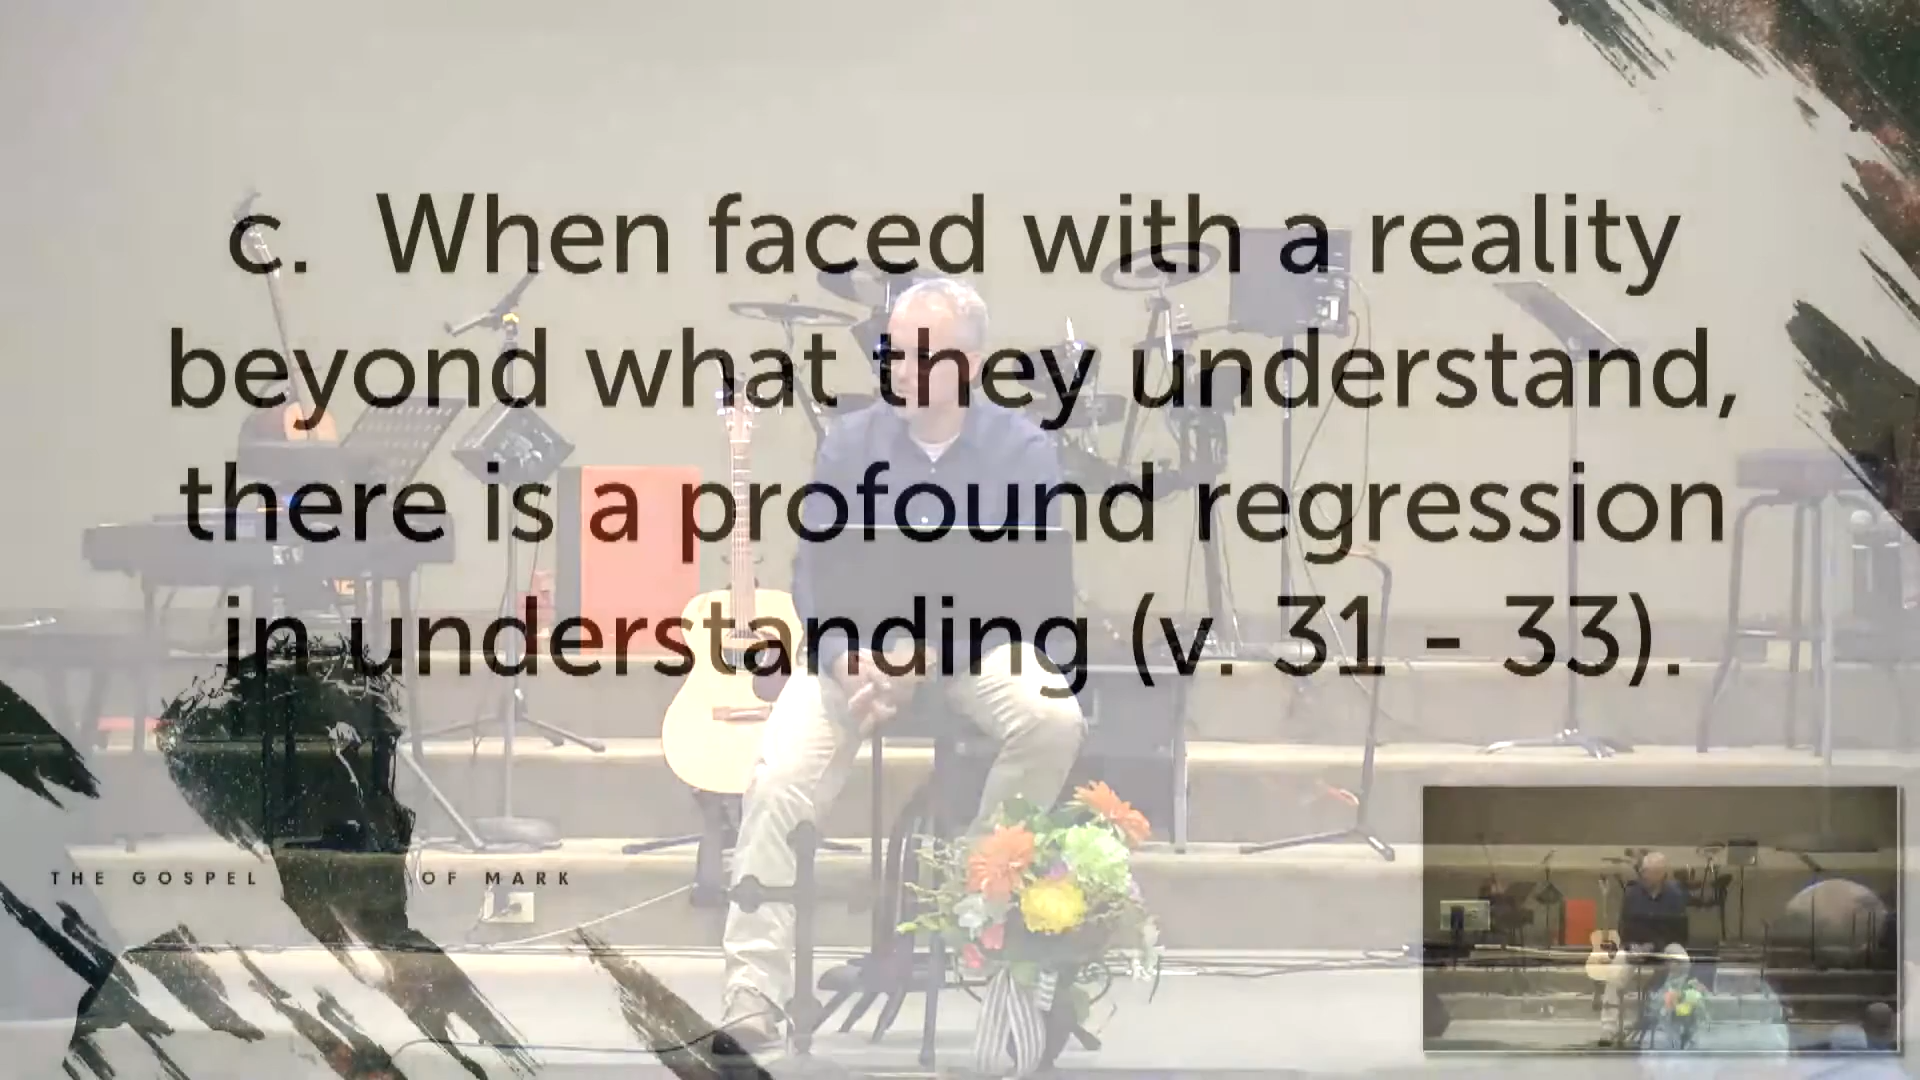 c. When faced with a reality
beyond what they understand,
there is a profound regression
in understanding (v. 31 - 33).
THE GOSPEL OF MARK